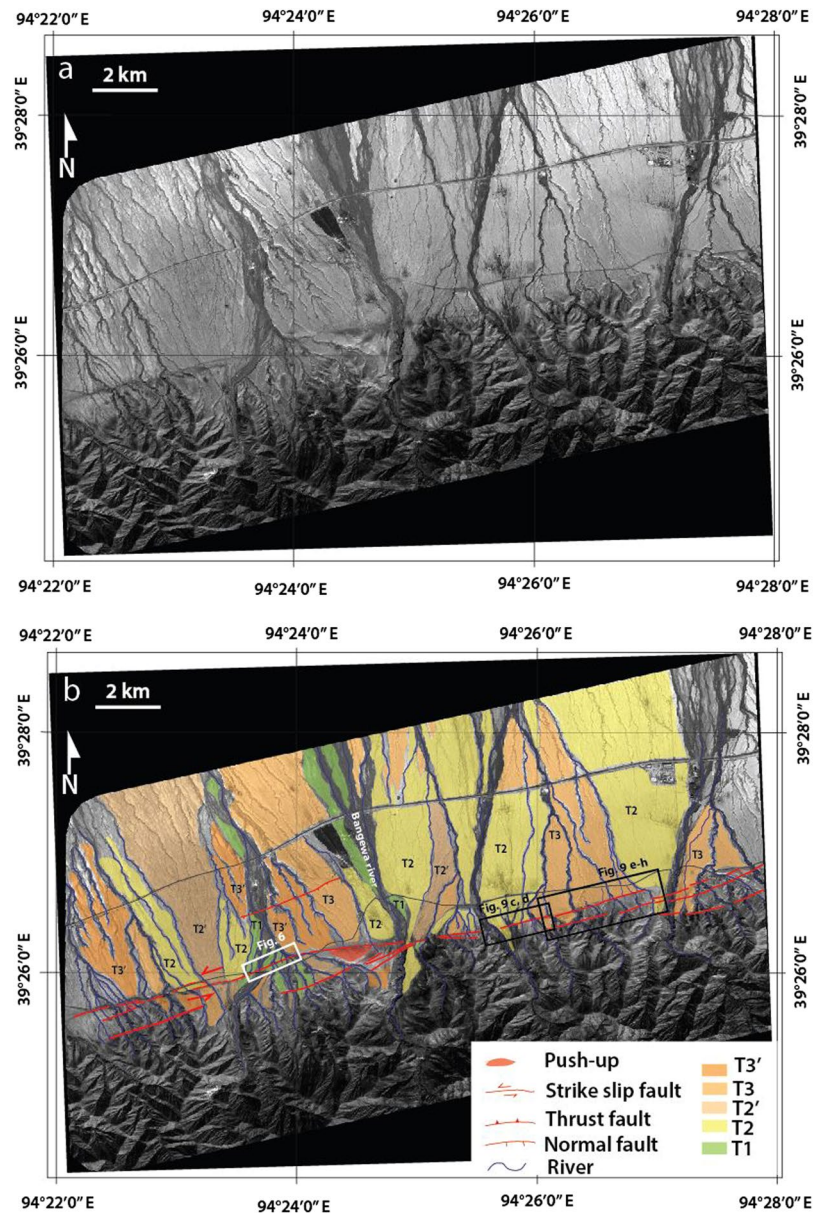 94°22'0" E 94°24'0" E 94°26'0" E 94°28'0" E
a
2 km
N
39°28'0" E 39°28'0" E
39°26'0" E 39°26'0" E
94°22'0" E 94°24'0" E 94°26'0" E 94°28'0" E
94°22'0" E 94°24'0" E 94°26'0" E 94°28'0" E
b
2 km
N
39°28'0" E 39°28'0" E
Bangewa river
T2 T2' T2 T3 T2 T3
T3' T3
T3' T2 T2' T2 T1 T3' T2 T1
Fig. 6
Fig. 9 c, d
Fig. 9 e-h
39°26'0" E 39°26'0" E
Push-up
Strike slip fault
Thrust fault
Normal fault
River
T3'
T3
T2'
T2
T1
94°22'0" E 94°24'0" E 94°26'0" E 94°28'0" E